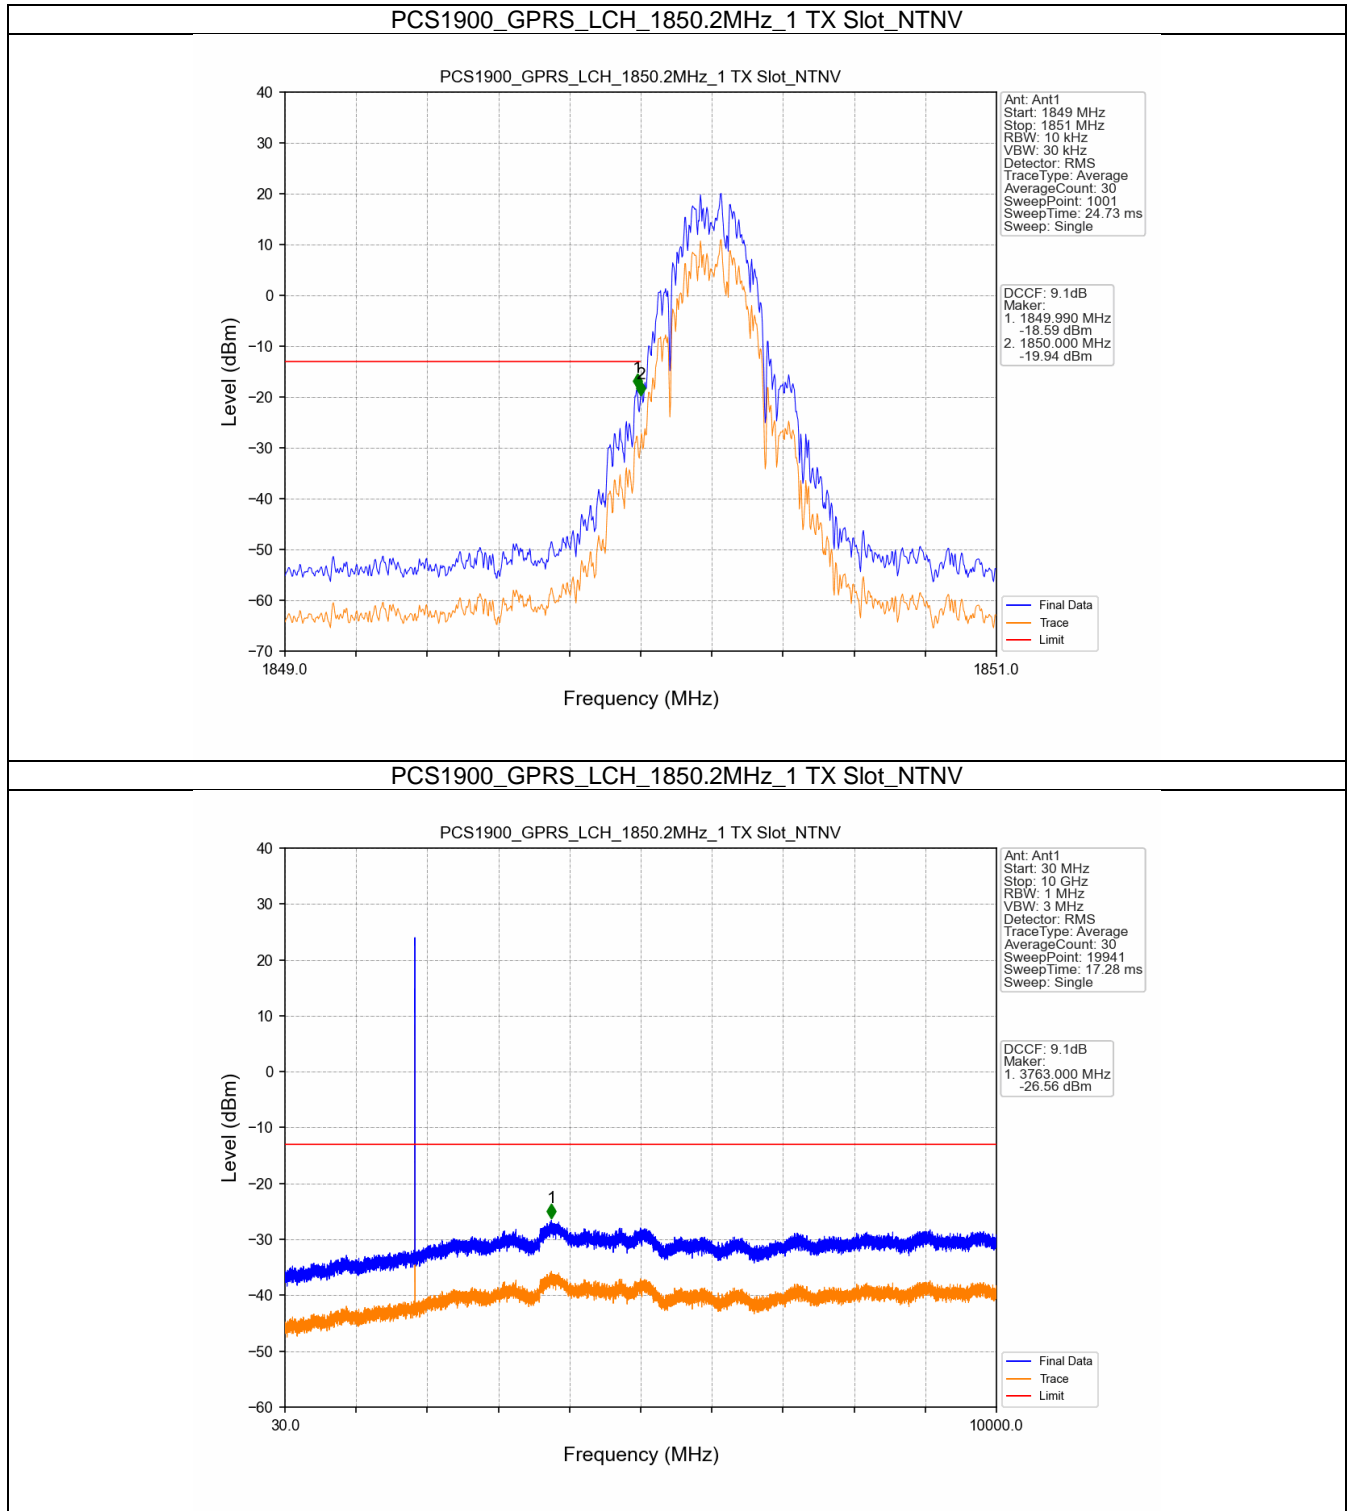 PCS1900_GPRS_LCH_1850.2MHz_1 TX Slot_NTNV
PCS1900_GPRS_LCH_1850.2MHz_1 TX Slot_NTNV
40
30
20
10
0
−10
−20
−30
−40
−50
−60
−70
Level (dBm)
1849.0
1851.0
Frequency (MHz)
1
2
Ant: Ant1
Start: 1849 MHz
Stop: 1851 MHz
RBW: 10 kHz
VBW: 30 kHz
Detector: RMS
TraceType: Average
AverageCount: 30
SweepPoint: 1001
SweepTime: 24.73 ms
Sweep: Single
DCCF: 9.1dB
Maker:
1. 1849.990 MHz
-18.59 dBm
2. 1850.000 MHz
-19.94 dBm
Final Data
Trace
Limit
PCS1900_GPRS_LCH_1850.2MHz_1 TX Slot_NTNV
PCS1900_GPRS_LCH_1850.2MHz_1 TX Slot_NTNV
40
30
20
10
0
−10
−20
−30
−40
−50
−60
Level (dBm)
30.0
10000.0
Frequency (MHz)
1
Ant: Ant1
Start: 30 MHz
Stop: 10 GHz
RBW: 1 MHz
VBW: 3 MHz
Detector: RMS
TraceType: Average
AverageCount: 30
SweepPoint: 19941
SweepTime: 17.28 ms
Sweep: Single
DCCF: 9.1dB
Maker:
1. 3763.000 MHz
-26.56 dBm
Final Data
Trace
Limit